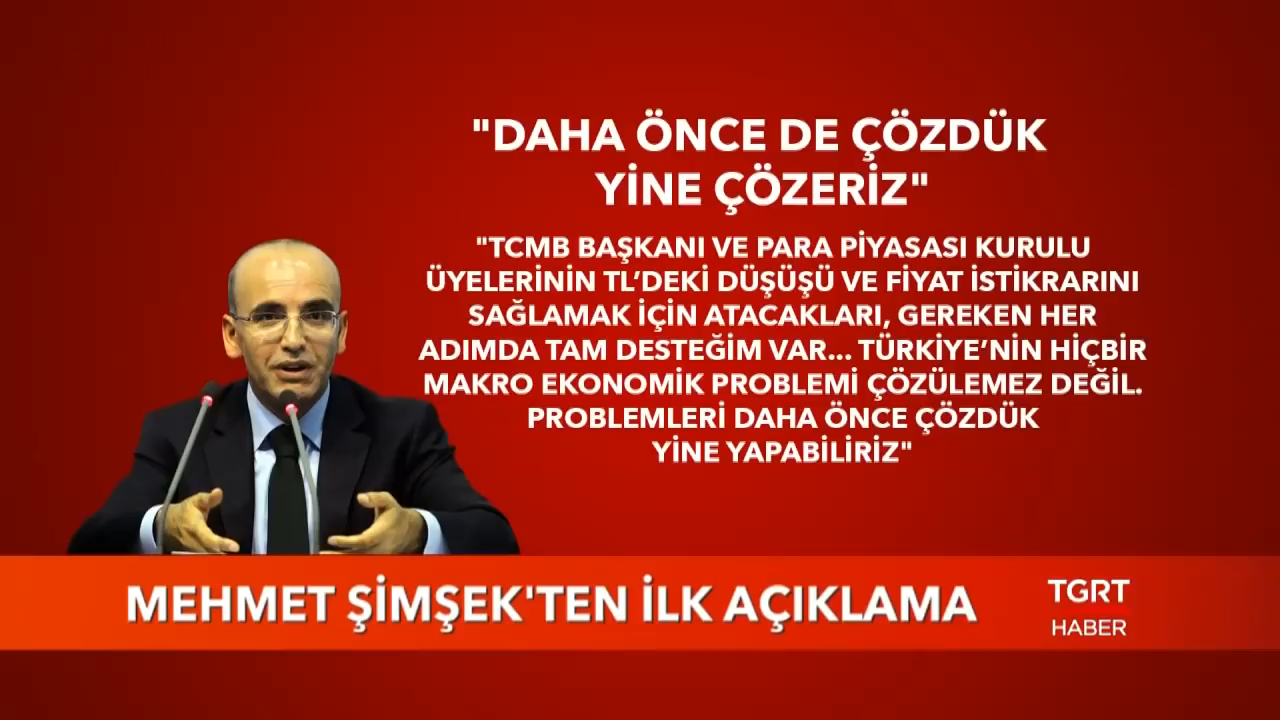 "DAHA ÖNCE DE ÇÖZDÜK
YİNE ÇÖZERİZ"
"TCMB BAŞKANI VE PARA PİYASASI KURULU
ÜYELERİNİN TL’DEKİ DÜŞÜŞÜ VE FİYAT İSTİKRARINI
SAĞLAMAK İÇİN ATACAKLARI, GEREKEN HER
ADIMDA TAM DESTEĞİM VAR... TÜRKİYE’NİN HİÇBİR
MAKRO EKONOMİK PROBLEMİ ÇÖZÜLEMEZ DEĞİL.
PROBLEMLERİ DAHA ÖNCE ÇÖZDÜK
YİNE YAPABİLİRİZ"
MEHMET ŞİMŞEK'TEN İLK AÇIKLAMA
TGRT
HABER